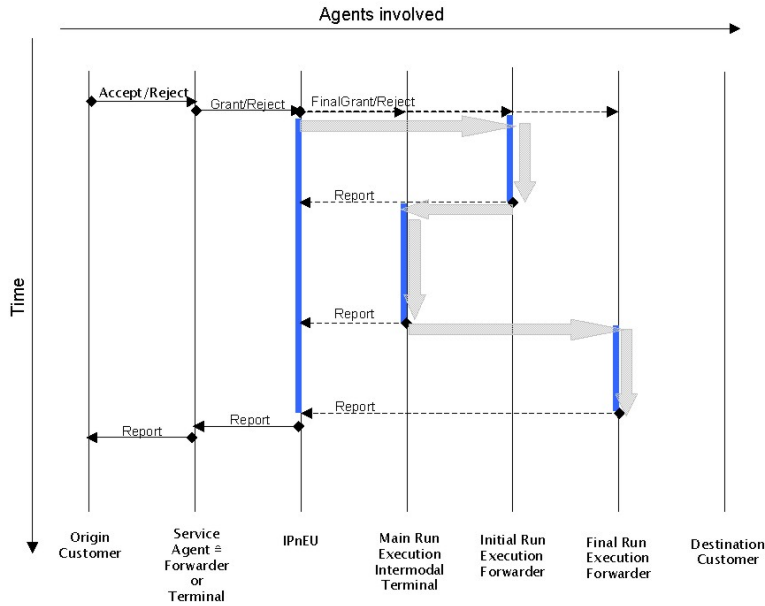 Agents involved
Accept/Reject
Grant/Reject
FinalGrant/Reject
Report
Report
Report
Report
Report
Time
Origin
Customer
Service
Agent ≙
Forwarder
or
Terminal
IPnEU
Main Run
Execution
Intermodal
Terminal
Initial Run
Execution
Forwarder
Final Run
Execution
Forwarder
Destination
Customer